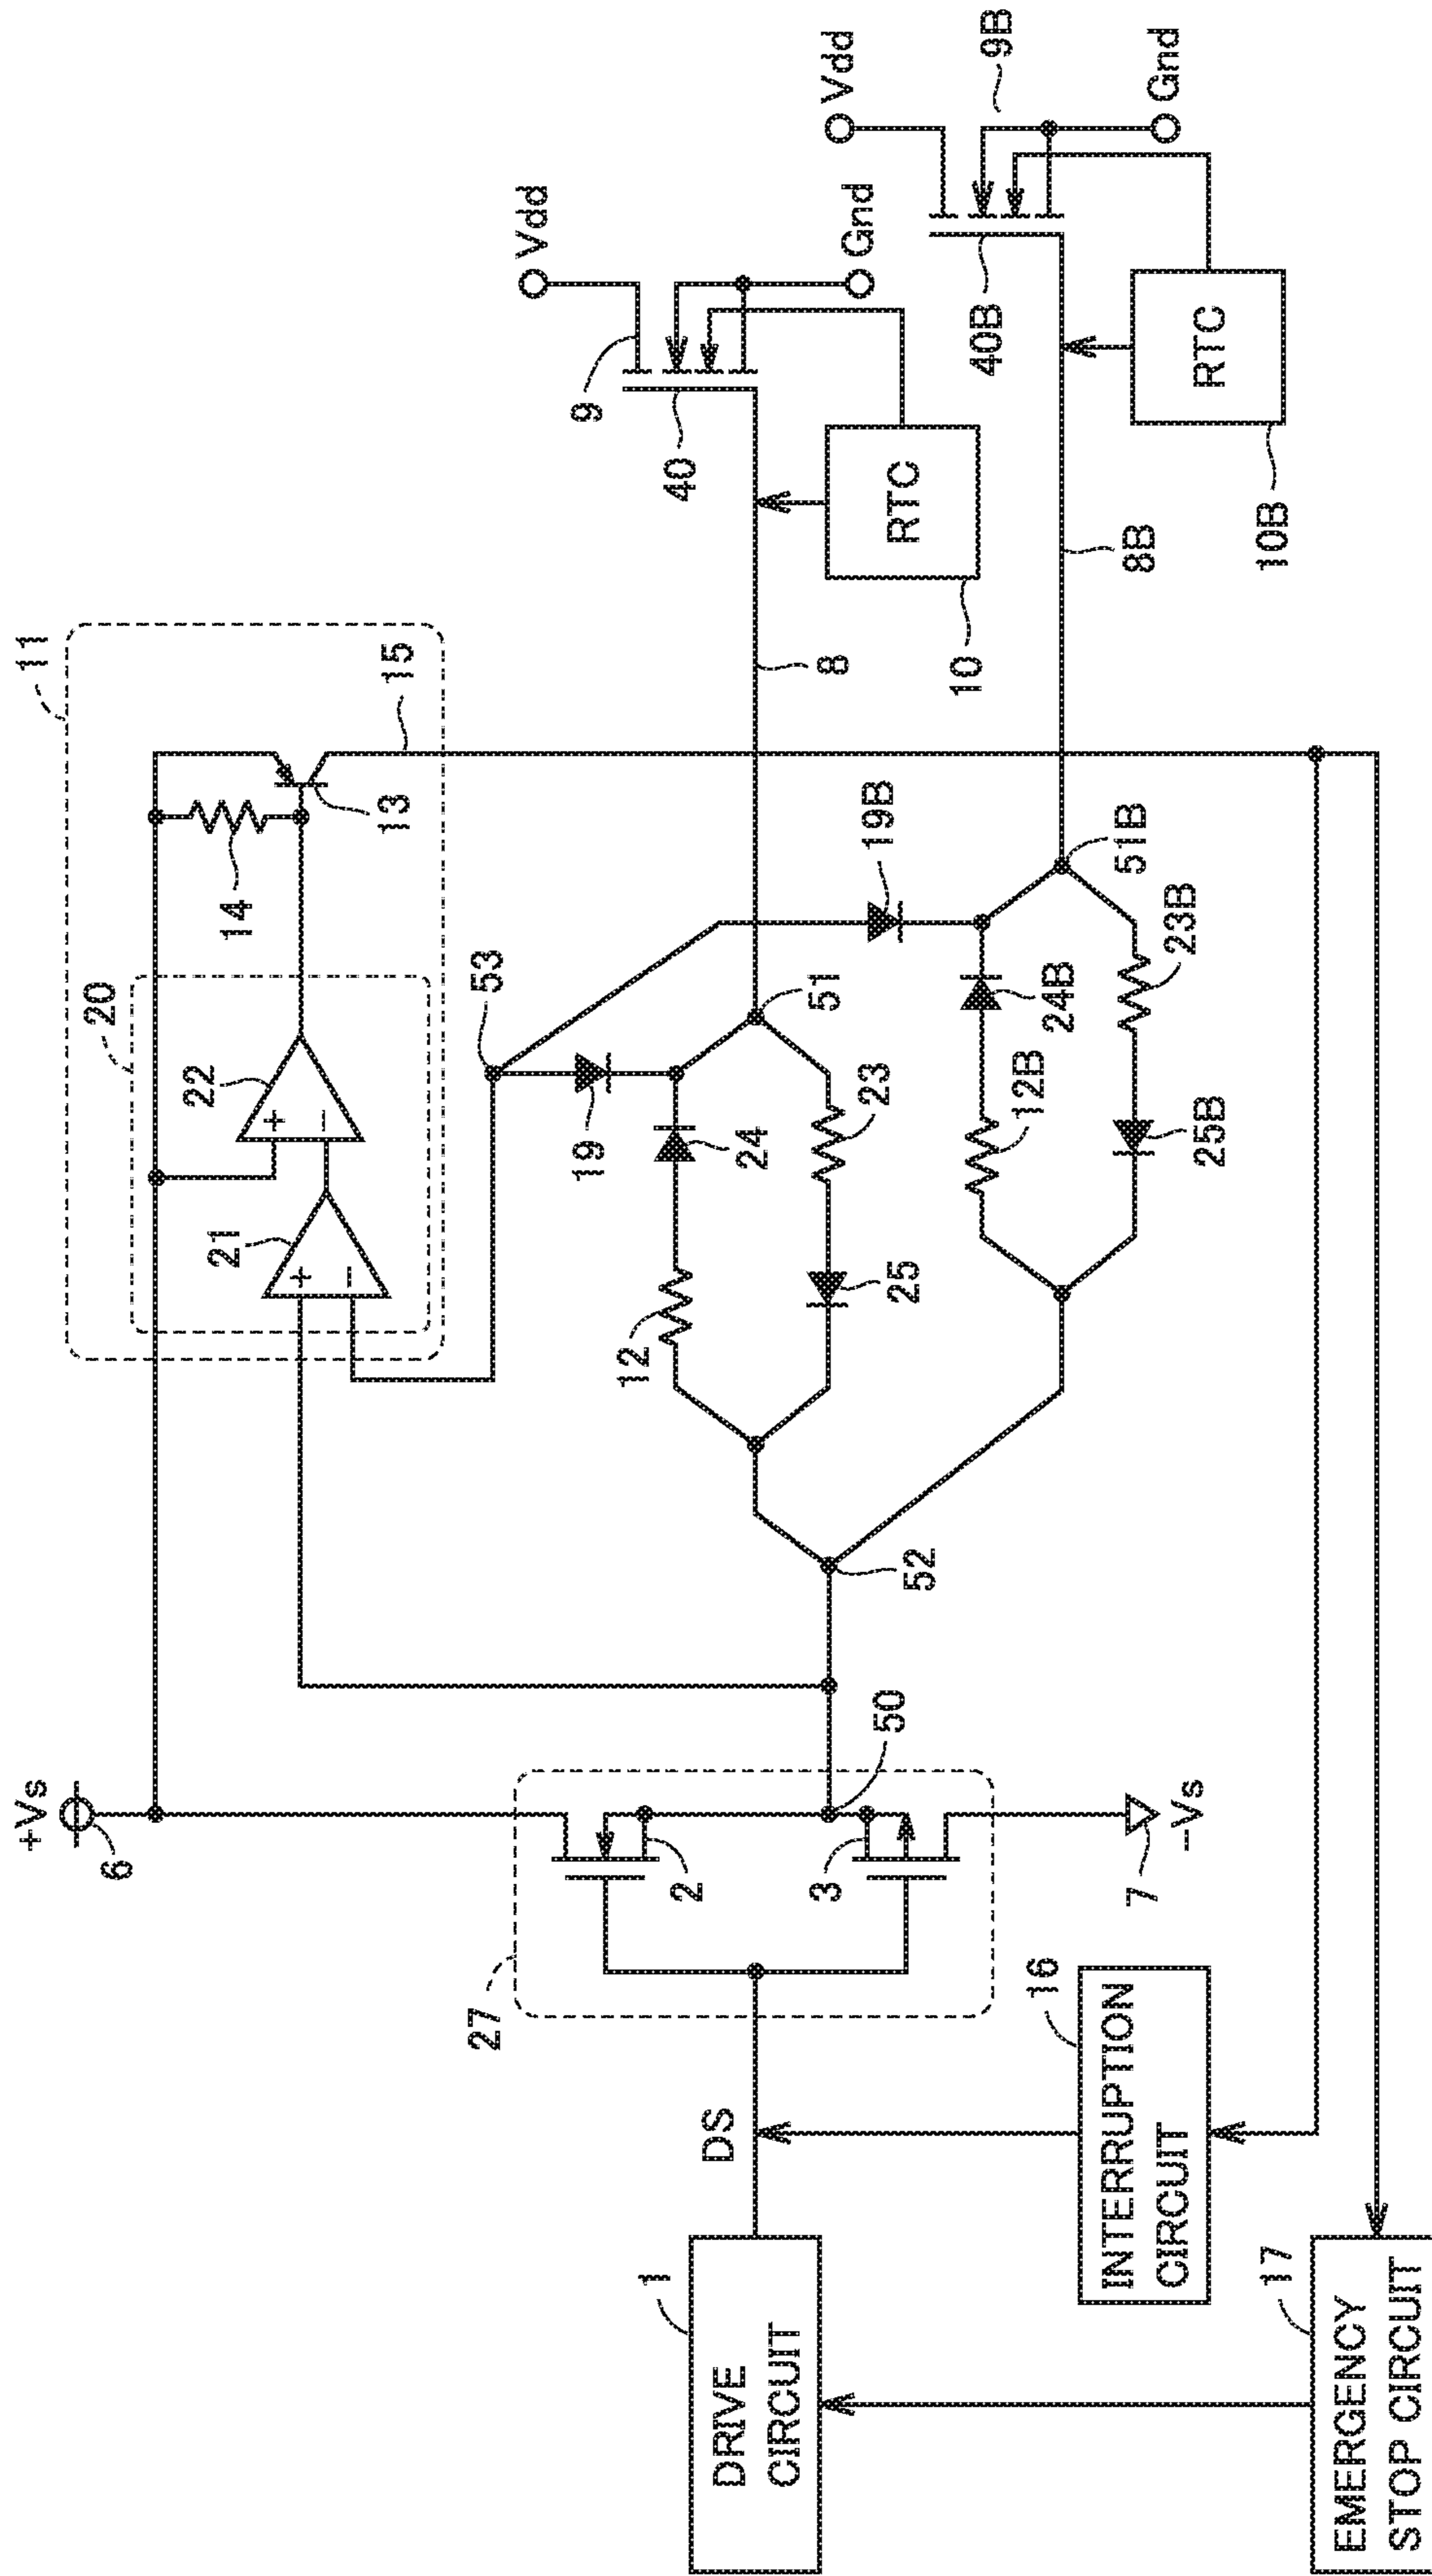 +Vs
6
11
20
22
+
−
21
+
−
14
13
15
53
Vdd
9
40
Gnd
Vdd
9B
40B
Gnd
RTC
10
RTC
10B
8
8B
19
19B
51
51B
12
24
23
25
12B
24B
23B
25B
52
50
27
2
3
7
−Vs
DS
1
DRIVE
CIRCUIT
16
INTERRUPTION
CIRCUIT
17
EMERGENCY
STOP CIRCUIT